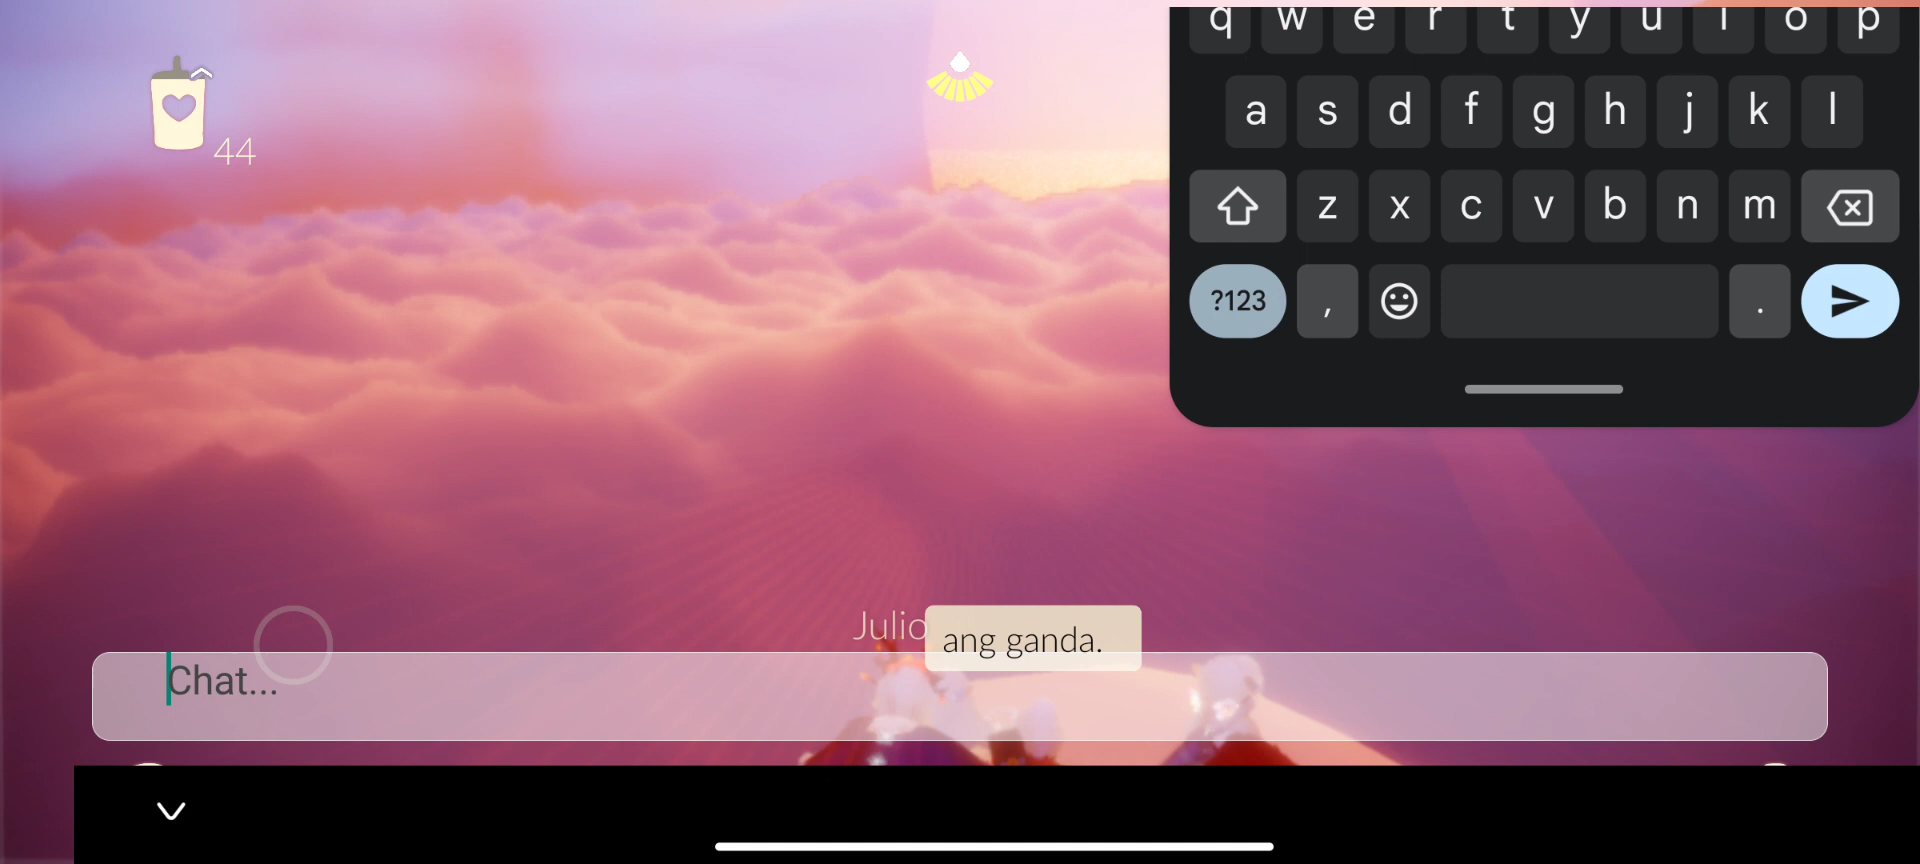 q w e r t y u i o p
44
a s d f g h j k l
z x c v b n m
?123 , .
Julio
ang ganda.
Chat...